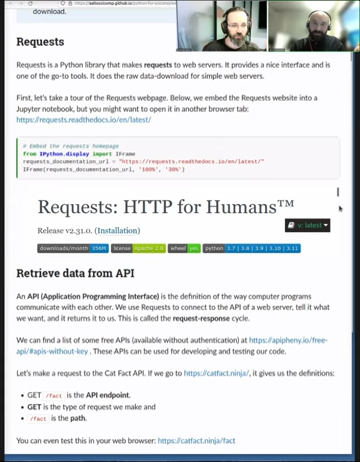 https://aaltoscicomp.github.io/python-for-scicomp/we
download.
Requests
Requests is a Python library that makes requests to web servers. It provides a nice interface and is
one of the go-to tools. It does the raw data-download for simple web servers.
First, let's take a tour of the Requests webpage. Below, we embed the Requests website into a
Jupyter notebook, but you might want to open it in another browser tab:
https://requests.readthedocs.io/en/latest/
# Embed the requests homepage
from IPython.display import IFrame
requests_documentation_url = "https://requests.readthedocs.io/en/latest/"
IFrame(requests_documentation_url, '100%', '30%')
Requests: HTTP for Humans™
Release v2.31.0. (Installation)
v: latest
downloads/month 356M license Apache 2.0 wheel yes python 3.7 | 3.8 | 3.9 | 3.10 | 3.11
Retrieve data from API
An API (Application Programming Interface) is the definition of the way computer programs
communicate with each other. We use Requests to connect to the API of a web server, tell it what
we want, and it returns it to us. This is called the request-response cycle.
We can find a list of some free APIs (available without authentication) at https://apipheny.io/free-
api/#apis-without-key . These APIs can be used for developing and testing our code.
Let's make a request to the Cat Fact API. If we go to https://catfact.ninja/, it gives us the definitions:
• GET /fact is the API endpoint.
• GET is the type of request we make and
• /fact is the path.
You can even test this in your web browser: https://catfact.ninja/fact